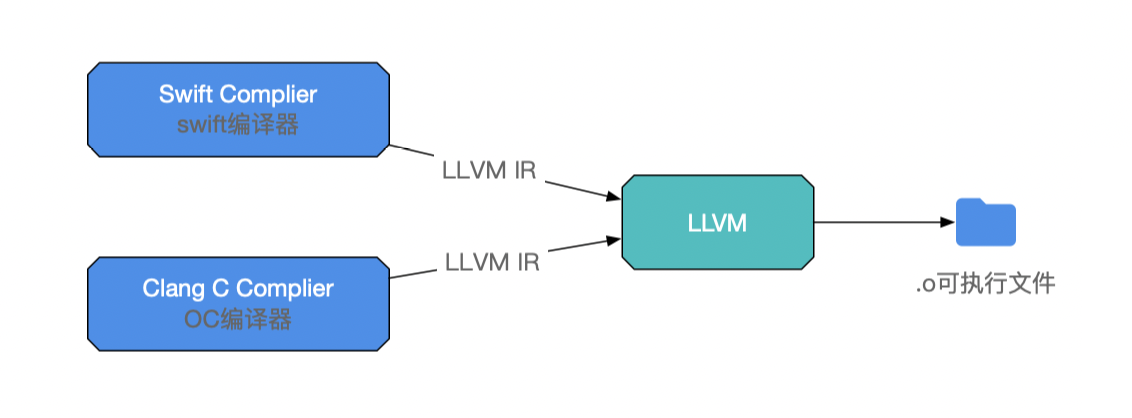 Swift Complier
swift编译器
LLVM IR
LLVM
.o可执行文件
LLVM IR
Clang C Complier
OC编译器